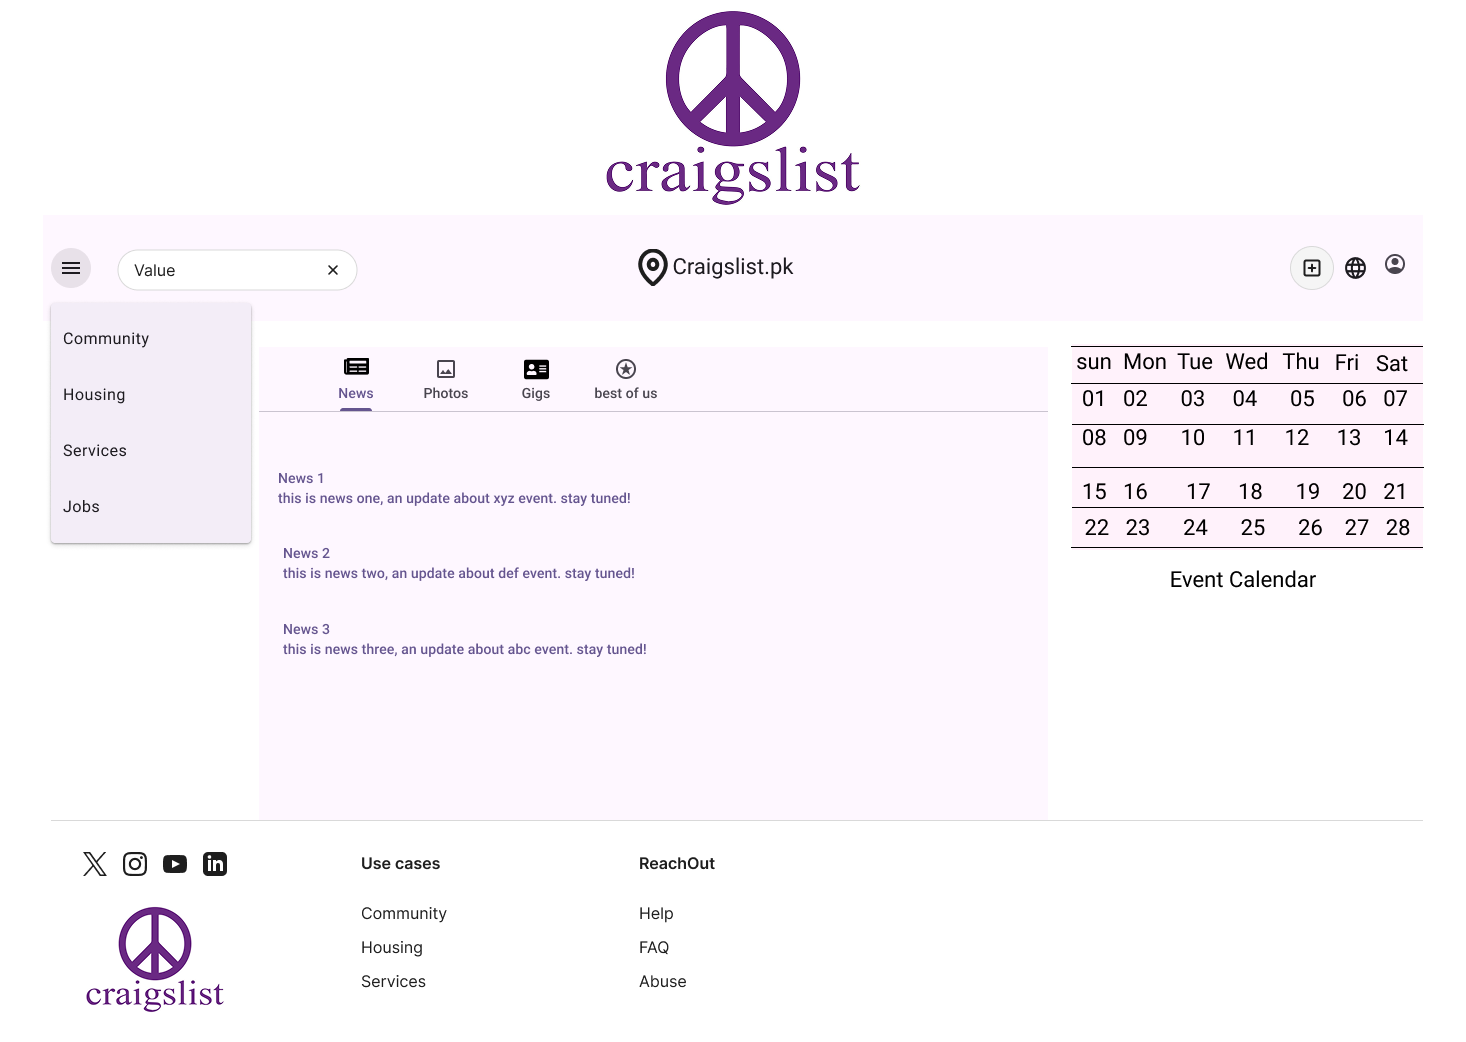 craigslist
Value
Craigslist.pk
Community
Housing
Services
Jobs
News
Photos
Gigs
best of us
News 1
this is news one, an update about xyz event. stay tuned!
News 2
this is news two, an update about def event. stay tuned!
News 3
this is news three, an update about abc event. stay tuned!
sun Mon Tue Wed Thu Fri Sat
01 02 03 04 05 06 07
08 09 10 11 12 13 14
15 16 17 18 19 20 21
22 23 24 25 26 27 28
Event Calendar
craigslist
Use cases
Community
Housing
Services
ReachOut
Help
FAQ
Abuse